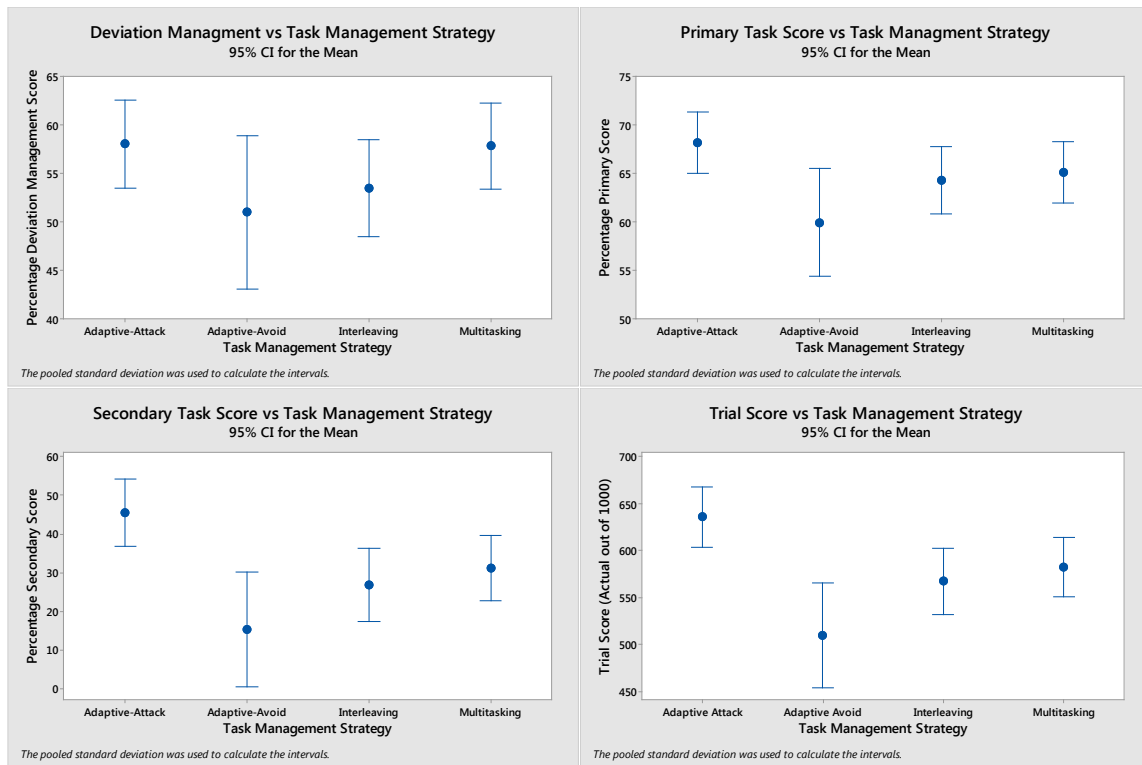 Deviation Managment vs Task Management Strategy
95% CI for the Mean
Percentage Deviation Management Score
65
60
55
50
45
40
Adaptive-Attack Adaptive-Avoid Interleaving Multitasking
Task Management Strategy
The pooled standard deviation was used to calculate the intervals.
Primary Task Score vs Task Managment Strategy
95% CI for the Mean
Percentage Primary Score
75
70
65
60
55
50
Adaptive-Attack Adaptive-Avoid Interleaving Multitasking
Task Management Strategy
The pooled standard deviation was used to calculate the intervals.
Secondary Task Score vs Task Management Strategy
95% CI for the Mean
Percentage Secondary Score
60
50
40
30
20
10
0
Adaptive-Attack Adaptive-Avoid Interleaving Multitasking
Task Management Strategy
The pooled standard deviation was used to calculate the intervals.
Trial Score vs Task Management Strategy
95% CI for the Mean
Trial Score (Actual out of 1000)
700
650
600
550
500
450
Adaptive Attack Adaptive Avoid Interleaving Multitasking
Task Management Strategy
The pooled standard deviation was used to calculate the intervals.